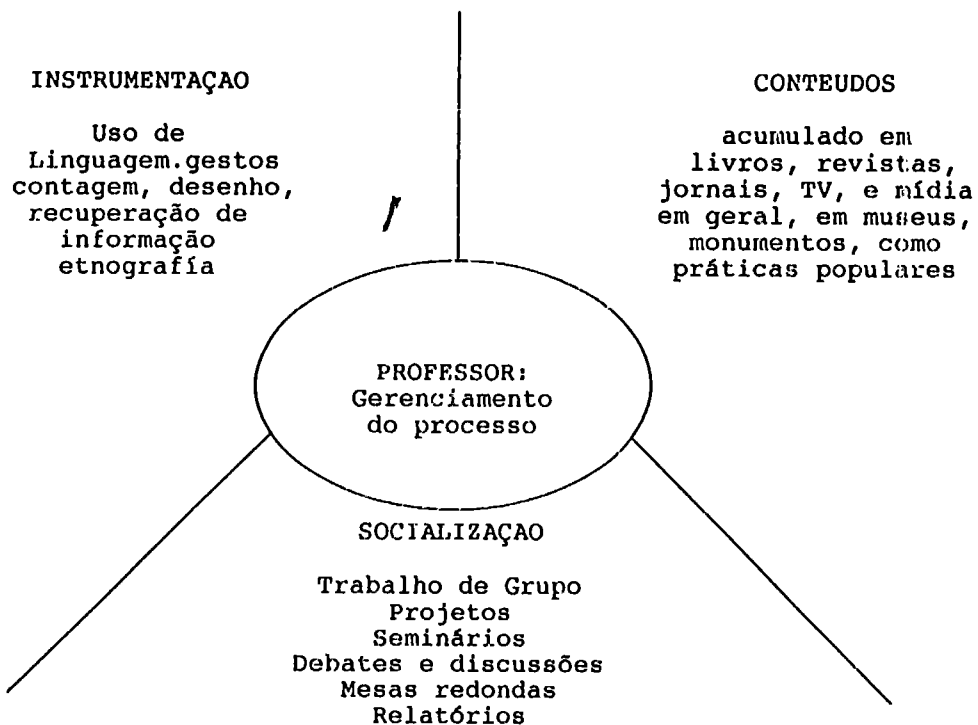 INSTRUMENTAÇAO
Uso de
Linguagem.gestos
contagem, desenho,
recuperação de
informação
etnografía
CONTEUDOS
acumulado em
livros, revistas,
jornais, TV, e mídia
em geral, em museus,
monumentos, como
práticas populares
PROFESSOR:
Gerenciamento
do processo
SOCIALIZAÇAO
Trabalho de Grupo
Projetos
Seminários
Debates e discussões
Mesas redondas
Relatórios